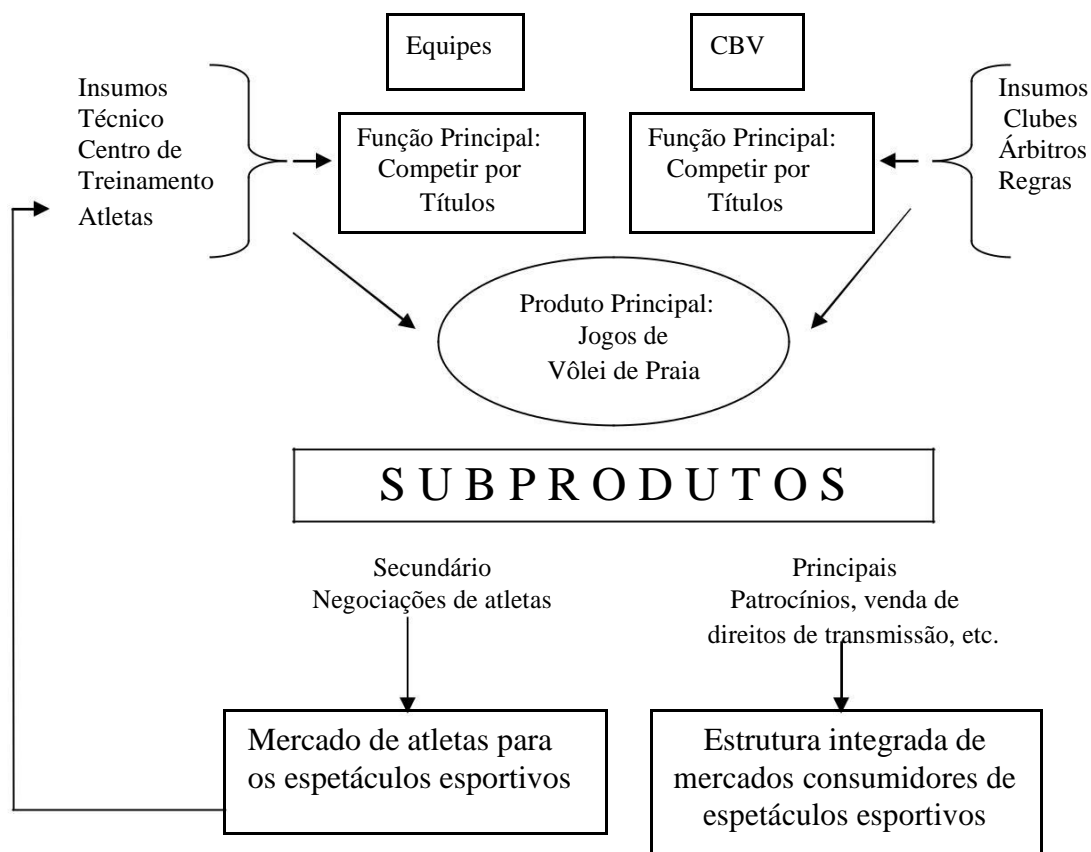 Equipes
CBV
Insumos
Técnico
Centro de
Treinamento
Atletas
Função Principal:
Competir por
Títulos
Função Principal:
Competir por
Títulos
Insumos
Clubes
Árbitros
Regras
Produto Principal:
Jogos de
Vôlei de Praia
S U B P R O D U T O S
Secundário
Negociações de atletas
Principais
Patrocínios, venda de
direitos de transmissão, etc.
Mercado de atletas para
os espetáculos esportivos
Estrutura integrada de
mercados consumidores de
espetáculos esportivos